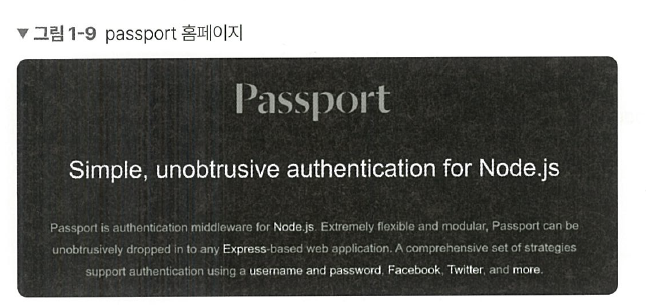 ▼ 그림 1-9 passport 홈페이지
Passport
Simple, unobtrusive authentication for Node.js
Passport is authentication middleware for Node.js. Extremely flexible and modular, Passport can be
unobtrusively dropped in to any Express-based web application. A comprehensive set of strategies
support authentication using a username and password, Facebook, Twitter, and more.